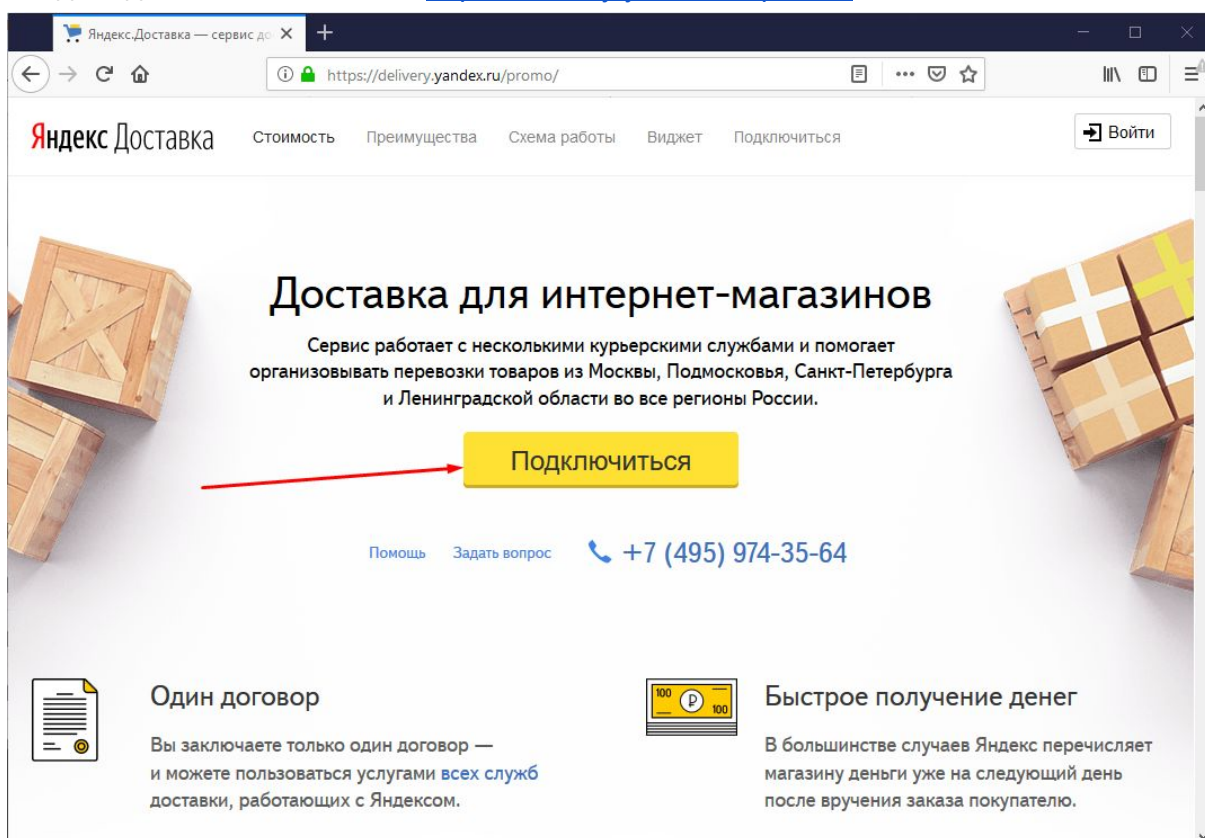 Яндекс.Доставка — сервис до
https://delivery.yandex.ru/promo/
Яндекс Доставка
Стоимость Преимущества Схема работы Виджет Подключиться
Войти
Доставка для интернет-магазинов
Сервис работает с несколькими курьерскими службами и помогает
организовывать перевозки товаров из Москвы, Подмосковья, Санкт-Петербурга
и Ленинградской области во все регионы России.
Подключиться
Помощь Задать вопрос +7 (495) 974-35-64
Один договор
Вы заключаете только один договор —
и можете пользоваться услугами всех служб
доставки, работающих с Яндексом.
100 ₽ 100
Быстрое получение денег
В большинстве случаев Яндекс перечисляет
магазину деньги уже на следующий день
после вручения заказа покупателю.